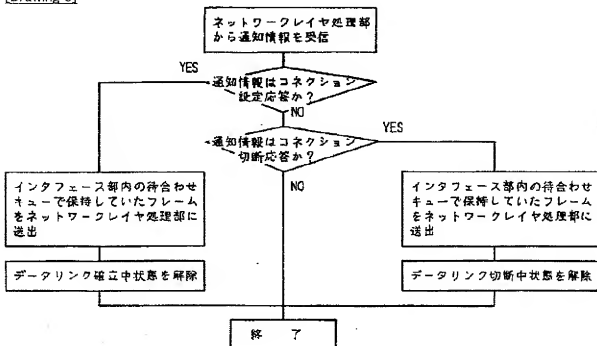 [Drawing 5]
ネットワークレイヤ処理部
から通知情報を受信
YES
通知情報はコネクション
設定応答か?
NO
通知情報はコネクション
切断応答か?
YES
NO
インタフェース部内の待合わせ
キューで保持していたフレーム
をネットワークレイヤ処理部に
送出
インタフェース部内の待合わせ
キューで保持していたフレーム
をネットワークレイヤ処理部に
送出
データリンク確立中状態を解除
データリンク切断中状態を解除
終 了